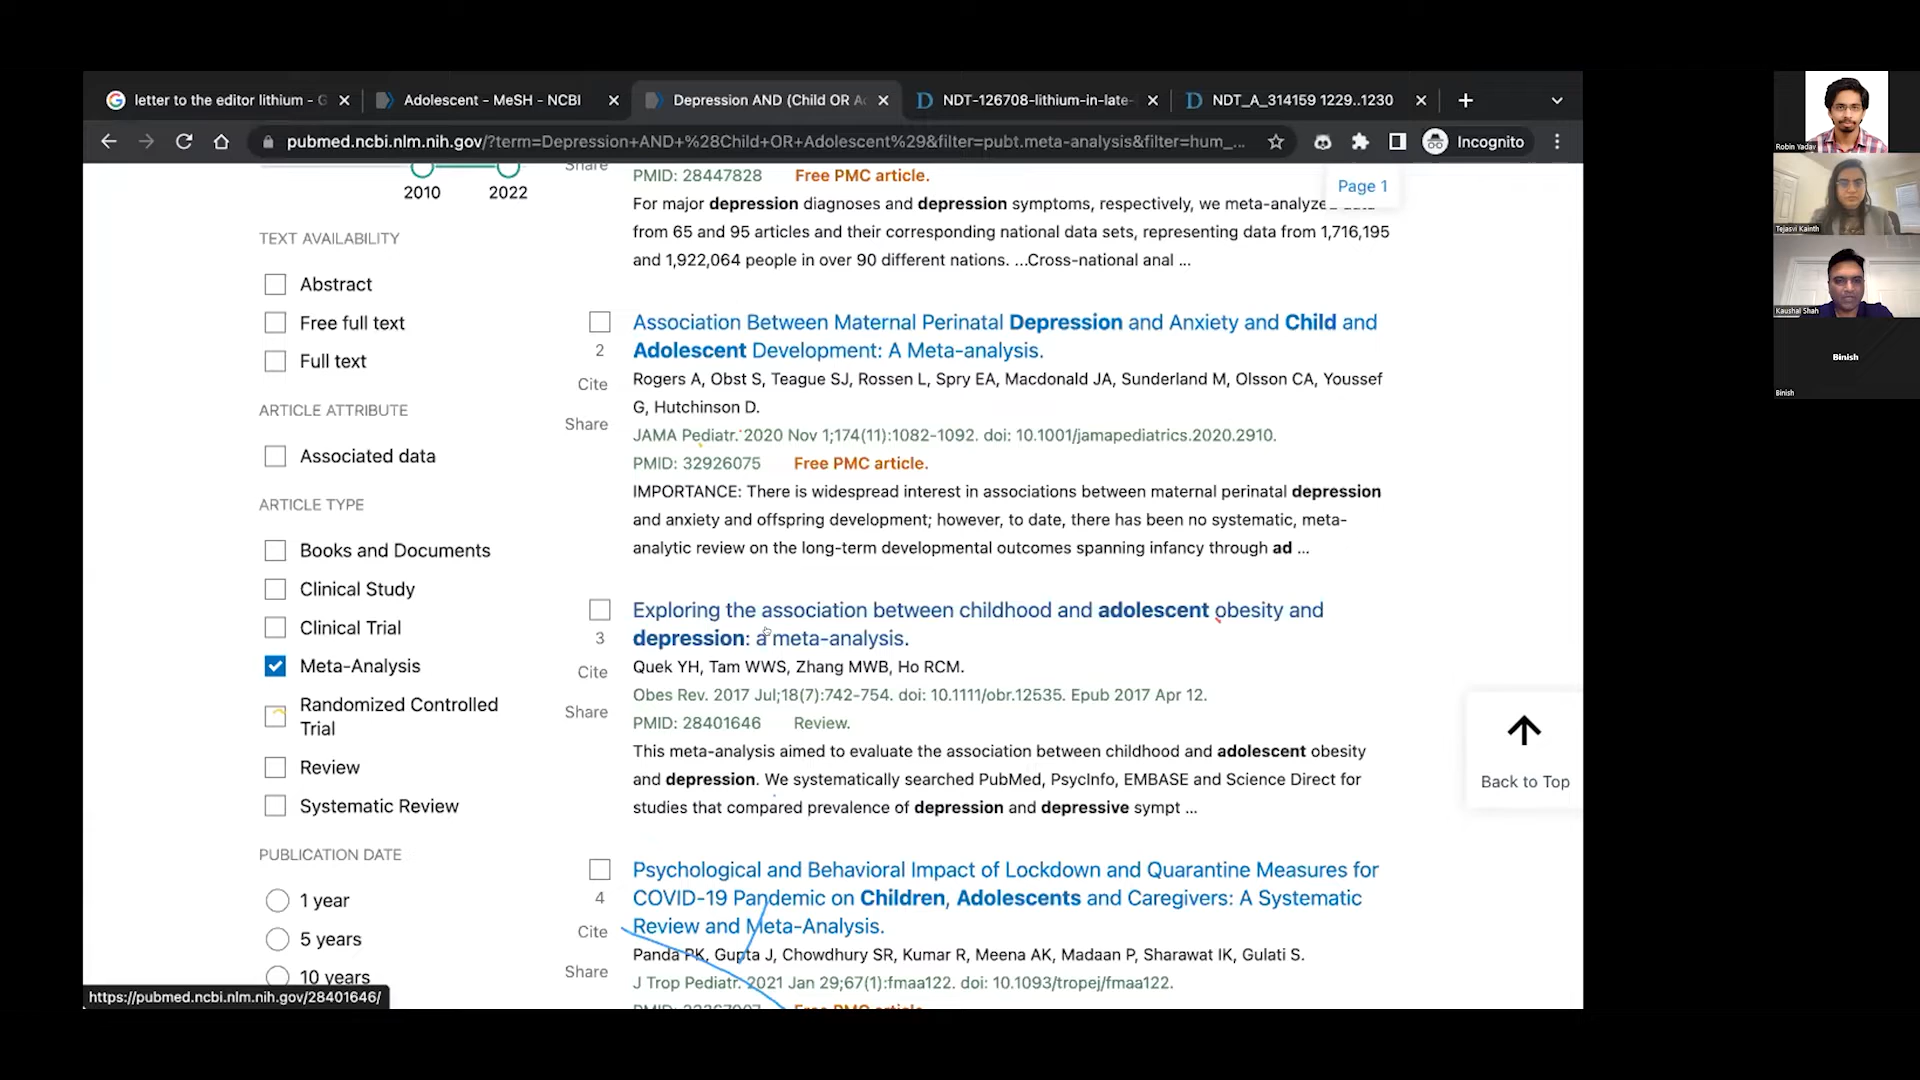 letter to the editor lithium - G
Adolescent - MeSH - NCBI
Depression AND (Child OR A
NDT-126708-lithium-in-late-
NDT_A_314159 1229..1230
pubmed.ncbi.nlm.nih.gov/?term=Depression+AND+%28Child+OR+Adolescent%29&filter=pubt.meta-analysis&filter=hum_...
Incognito
2010
2022
TEXT AVAILABILITY
Abstract
Free full text
Full text
ARTICLE ATTRIBUTE
Associated data
ARTICLE TYPE
Books and Documents
Clinical Study
Clinical Trial
Meta-Analysis
Randomized Controlled
Trial
Review
Systematic Review
PUBLICATION DATE
1 year
5 years
10 years
https://pubmed.ncbi.nlm.nih.gov/28401646/
Share
PMID: 28447828 Free PMC article.
Page 1
For major depression diagnoses and depression symptoms, respectively, we meta-analyzed data
from 65 and 95 articles and their corresponding national data sets, representing data from 1,716,195
and 1,922,064 people in over 90 different nations. ...Cross-national anal ...
2
Cite
Share
Association Between Maternal Perinatal Depression and Anxiety and Child and
Adolescent Development: A Meta-analysis.
Rogers A, Obst S, Teague SJ, Rossen L, Spry EA, Macdonald JA, Sunderland M, Olsson CA, Youssef
G, Hutchinson D.
JAMA Pediatr. 2020 Nov 1;174(11):1082-1092. doi: 10.1001/jamapediatrics.2020.2910.
PMID: 32926075 Free PMC article.
IMPORTANCE: There is widespread interest in associations between maternal perinatal depression
and anxiety and offspring development; however, to date, there has been no systematic, meta-
analytic review on the long-term developmental outcomes spanning infancy through ad ...
3
Cite
Share
Exploring the association between childhood and adolescent obesity and
depression: a meta-analysis.
Quek YH, Tam WWS, Zhang MWB, Ho RCM.
Obes Rev. 2017 Jul;18(7):742-754. doi: 10.1111/obr.12535. Epub 2017 Apr 12.
PMID: 28401646 Review.
This meta-analysis aimed to evaluate the association between childhood and adolescent obesity
and depression. We systematically searched PubMed, PsycInfo, EMBASE and Science Direct for
studies that compared prevalence of depression and depressive sympt ...
4
Cite
Share
Psychological and Behavioral Impact of Lockdown and Quarantine Measures for
COVID-19 Pandemic on Children, Adolescents and Caregivers: A Systematic
Review and Meta-Analysis.
Panda PK, Gupta J, Chowdhury SR, Kumar R, Meena AK, Madaan P, Sharawat IK, Gulati S.
J Trop Pediatr. 2021 Jan 29;67(1):fmaa122. doi: 10.1093/tropej/fmaa122.
Free PMC article.
Back to Top
Robin Yadav
Tejasvi Kainth
Kaushal Shah
Binish
Binish